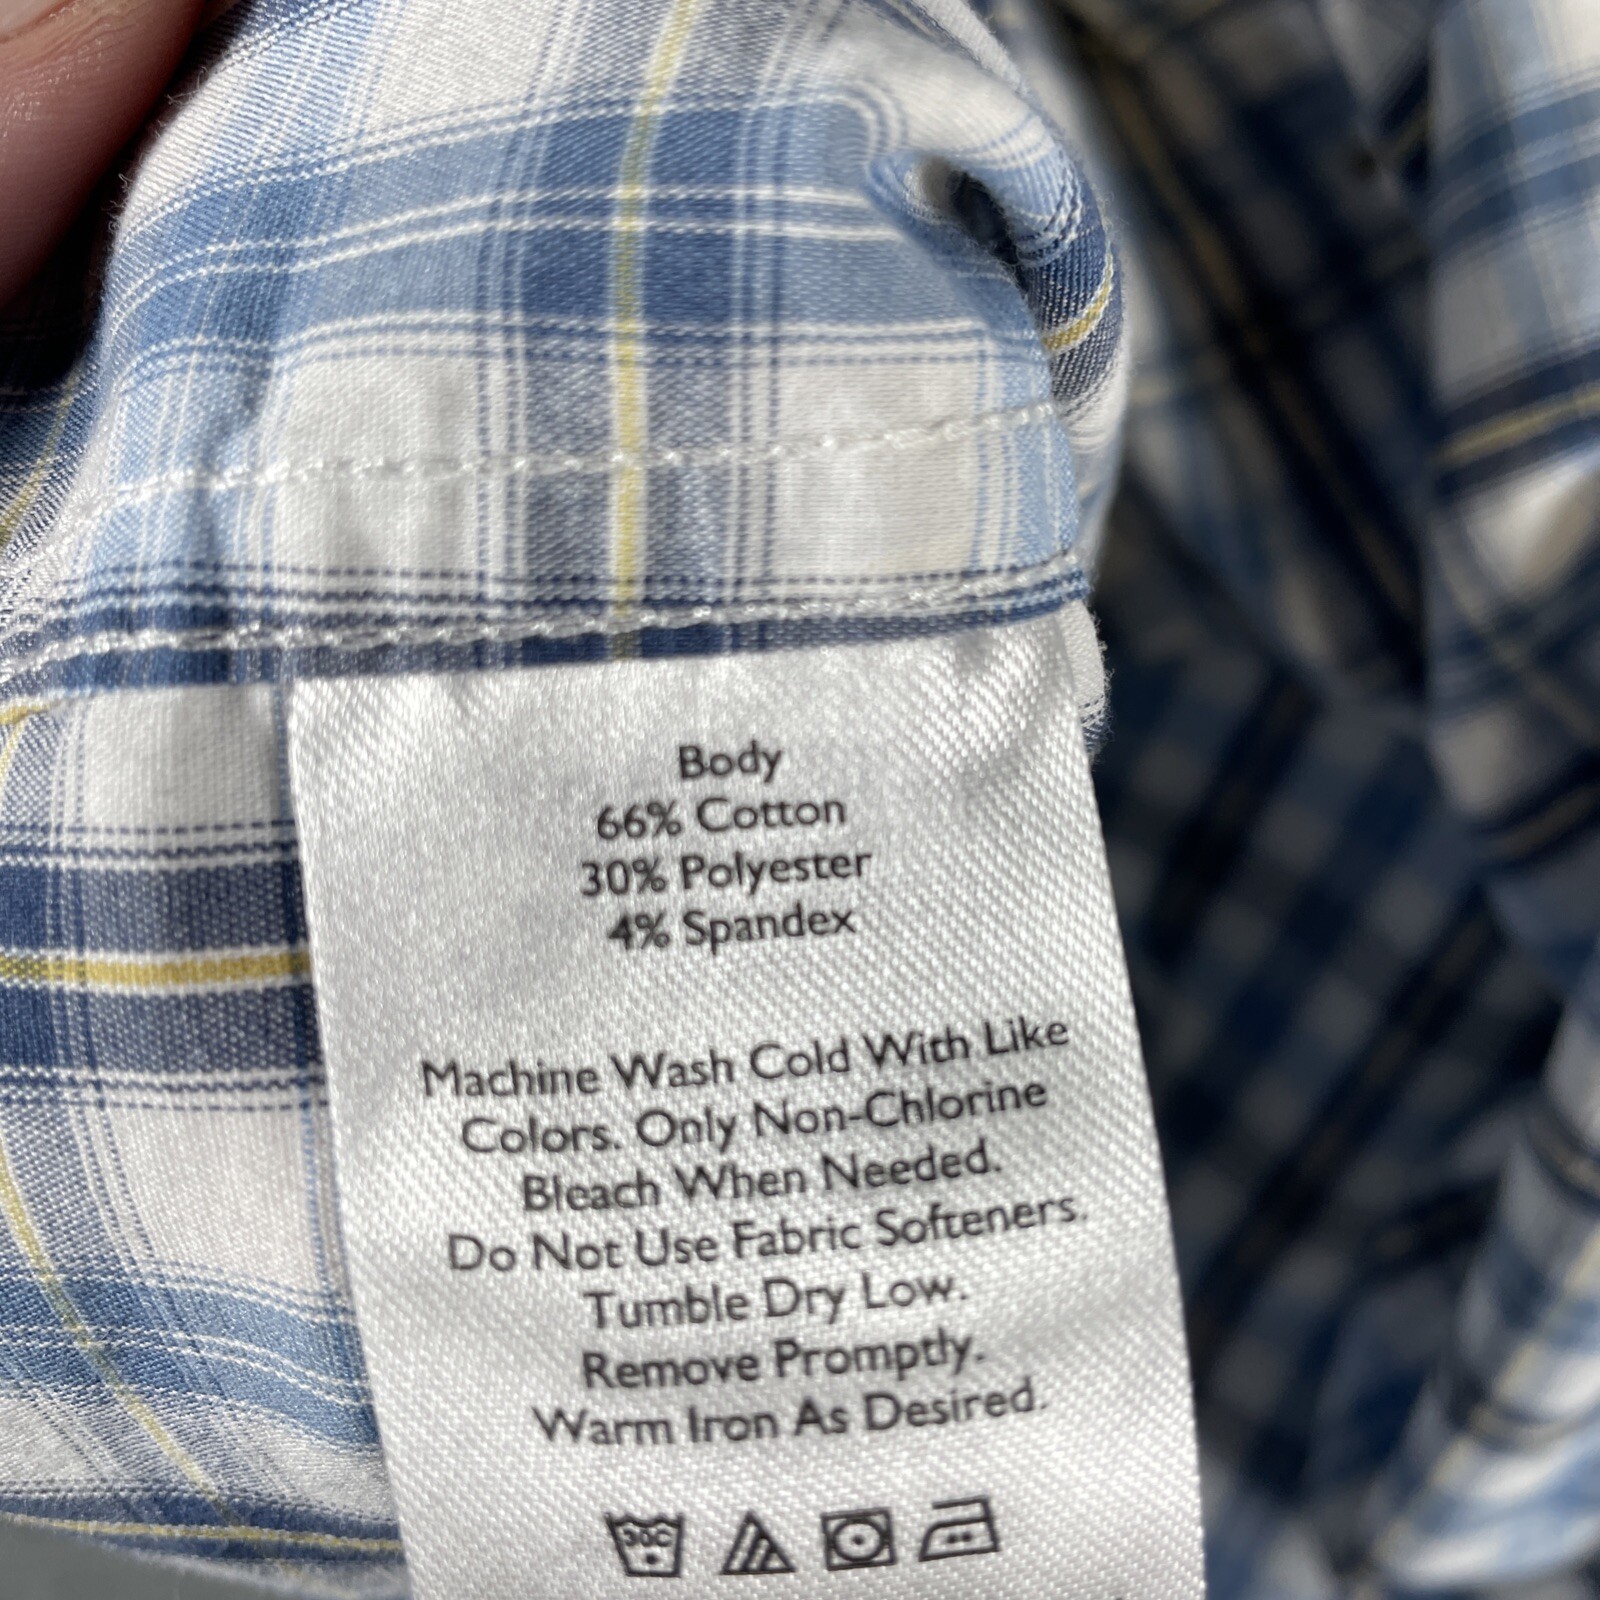 Body
66% Cotton
30% Polyester
4% Spandex
Machine Wash Cold With Like
Colors. Only Non-Chlorine
Bleach When Needed.
Do Not Use Fabric Softeners.
Tumble Dry Low.
Remove Promptly.
Warm Iron As Desired.
30C